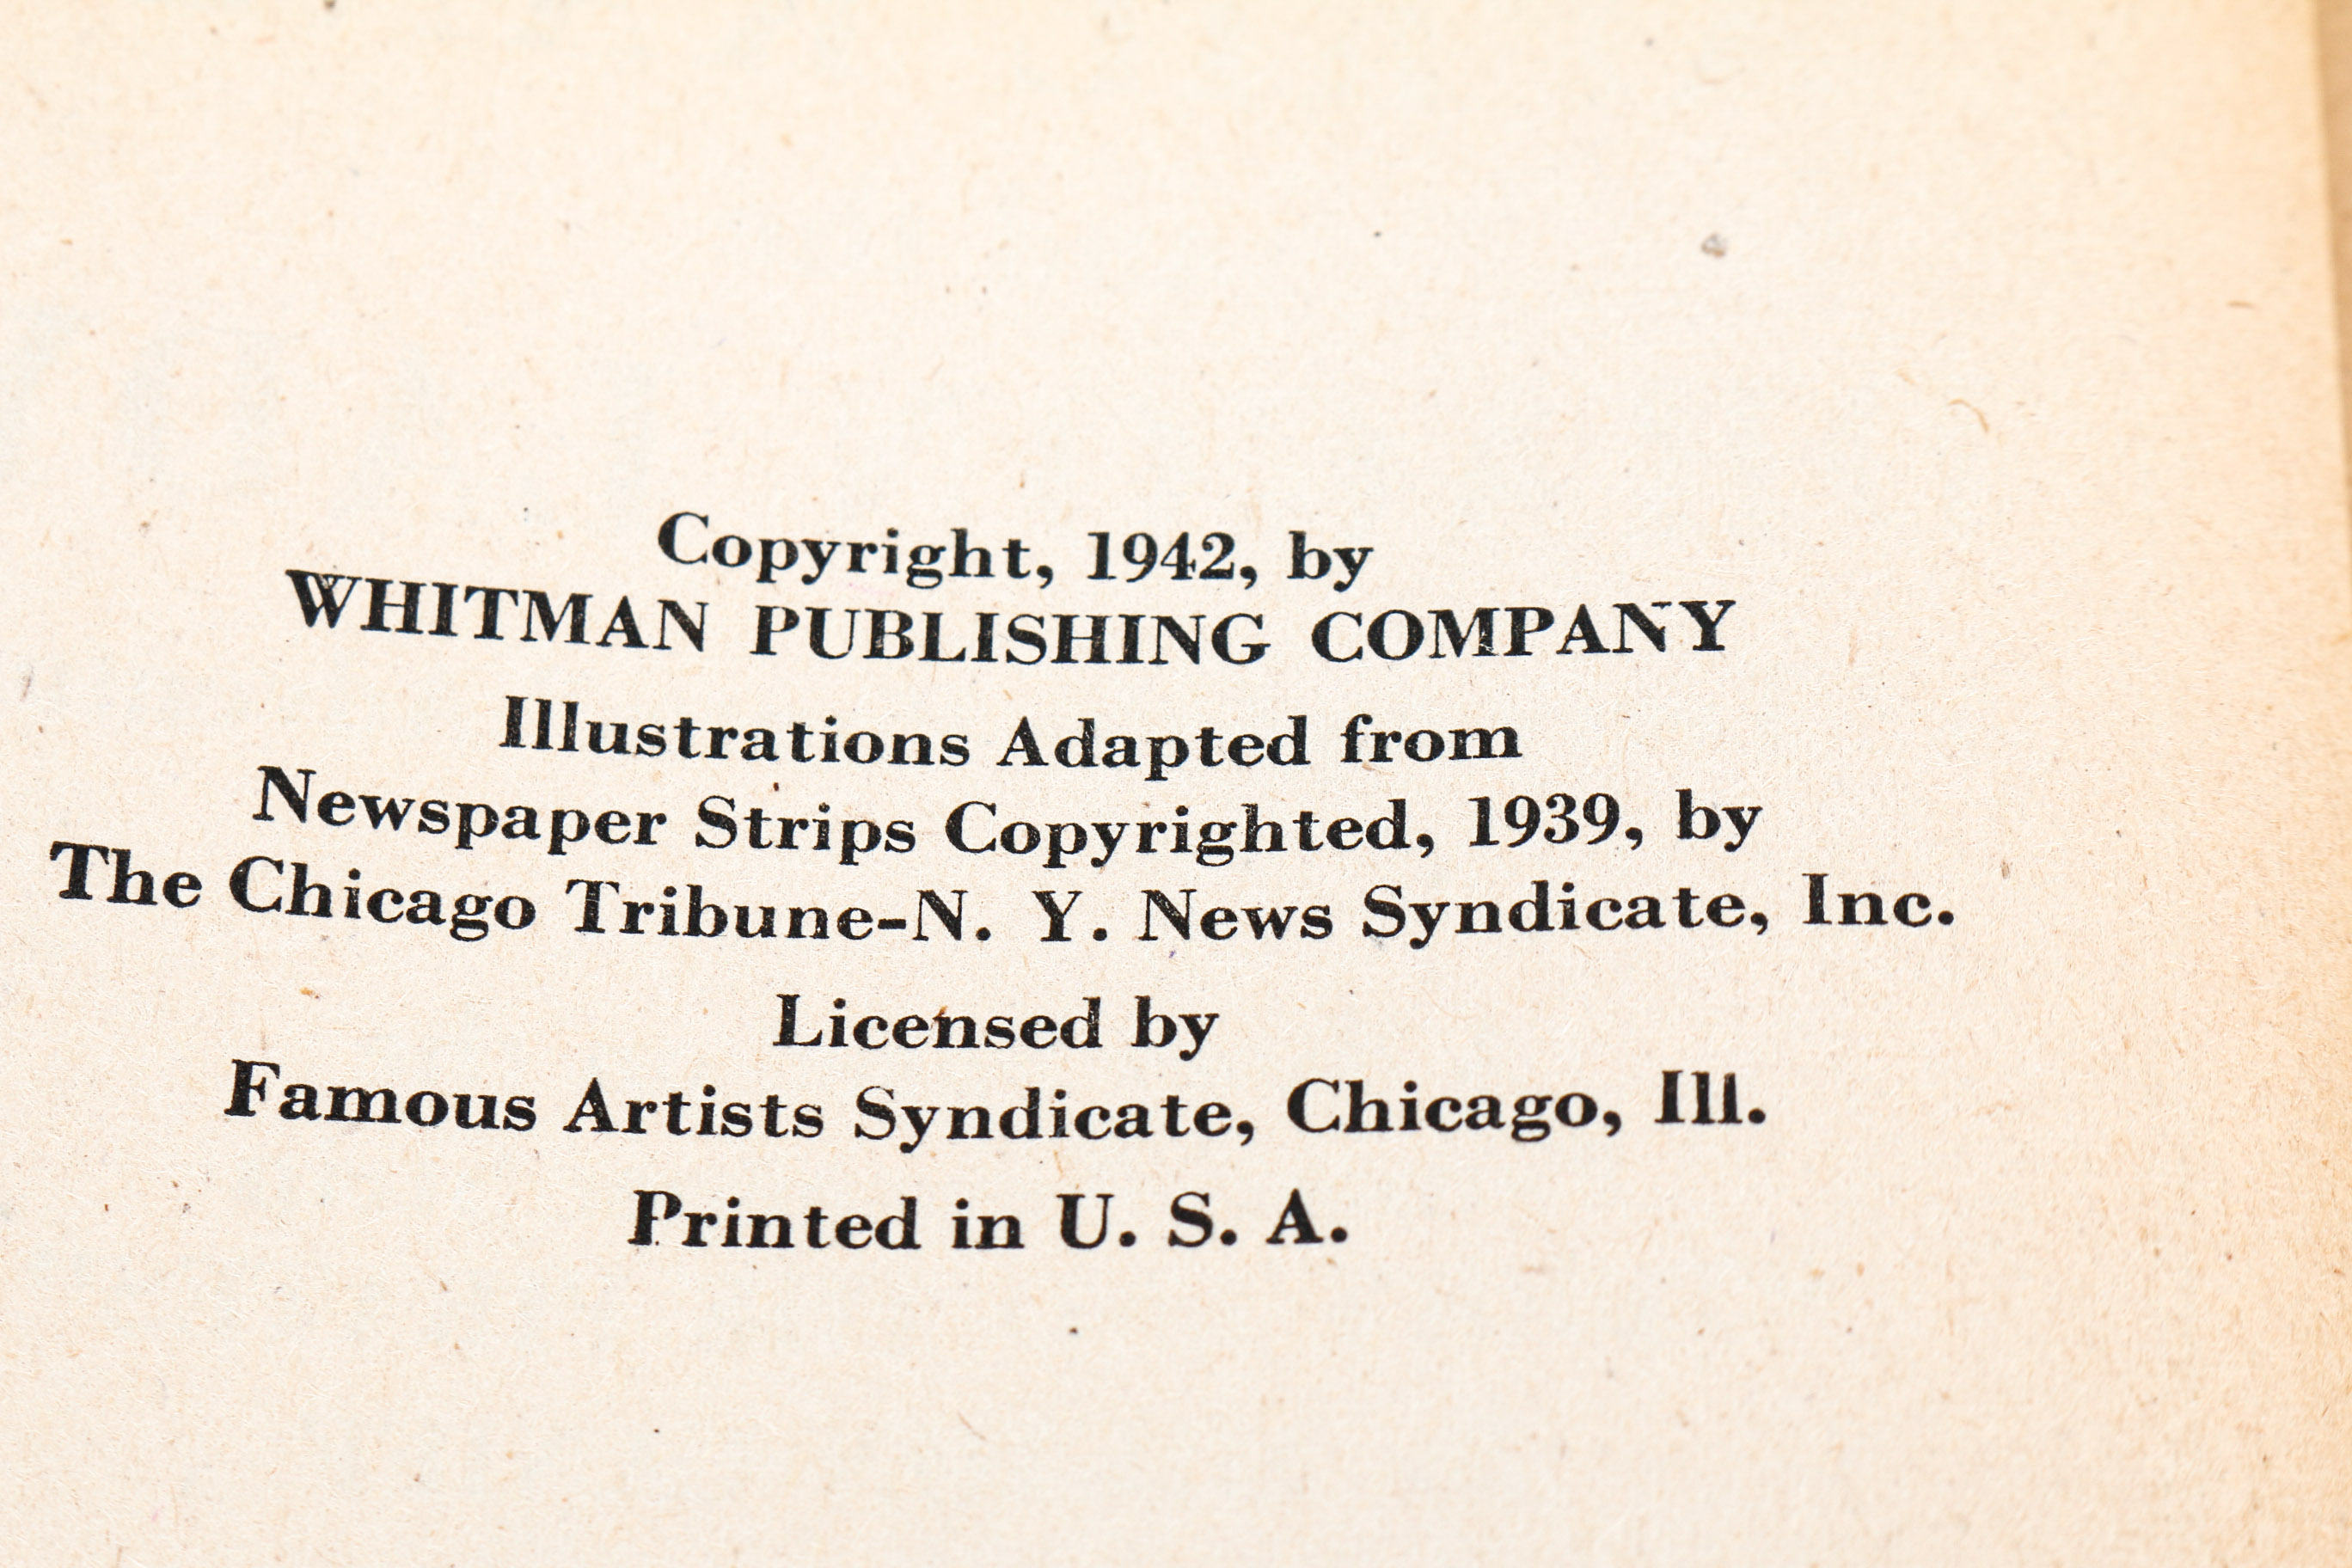 Copyright, 1942, by
WHITMAN PUBLISHING COMPANY
Illustrations Adapted from
Newspaper Strips Copyrighted, 1939, by
The Chicago Tribune-N. Y. News Syndicate, Inc.
Licensed by
Famous Artists Syndicate, Chicago, Ill.
Printed in U. S. A.